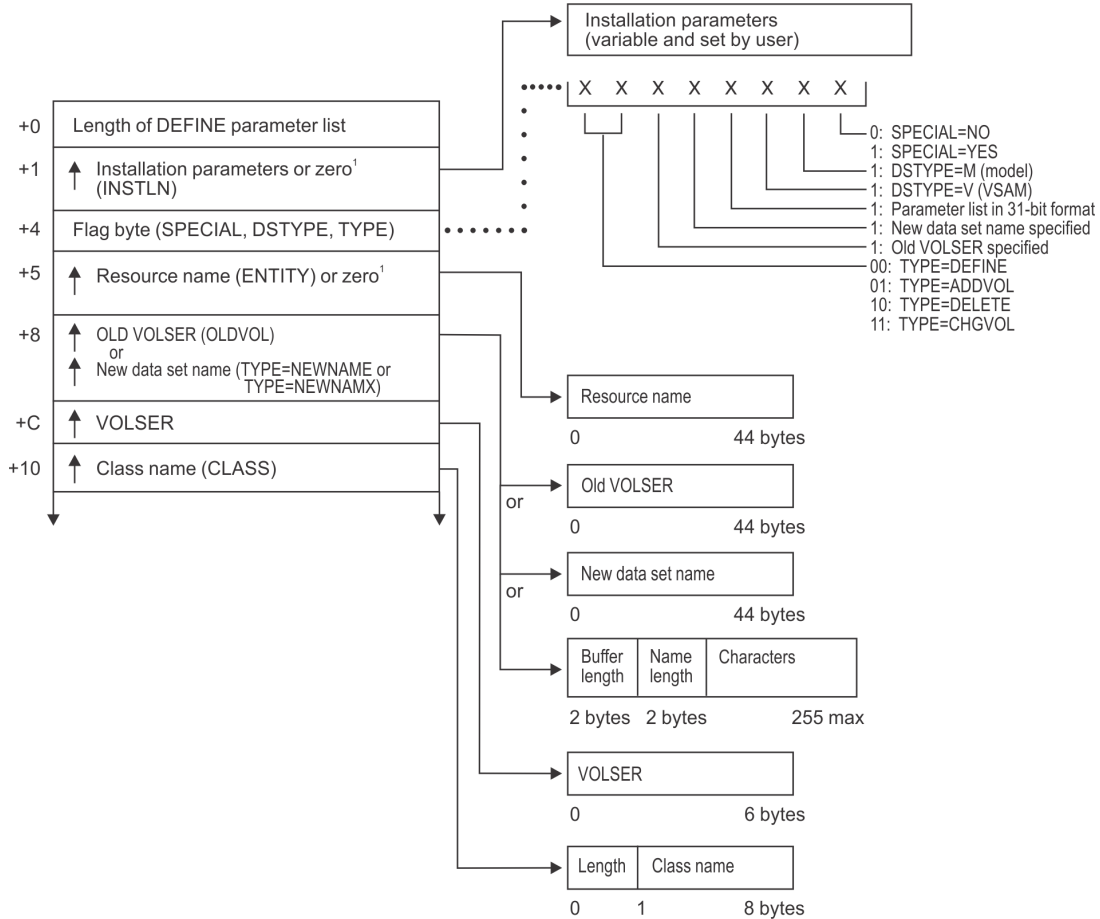 Installation parameters
(variable and set by user)
X X X X X X X X
0: SPECIAL=NO
1: SPECIAL=YES
1: DSTYPE=M (model)
1: DSTYPE=V (VSAM)
1: Parameter list in 31-bit format
1: New data set name specified
1: Old VOLSER specified
00: TYPE=DEFINE
01: TYPE=ADDVOL
10: TYPE=DELETE
11: TYPE=CHGVOL
+0 Length of DEFINE parameter list
+1 Installation parameters or zero¹
(INSTLN)
+4 Flag byte (SPECIAL, DSTYPE, TYPE)
+5 Resource name (ENTITY) or zero¹
+8 OLD VOLSER (OLDVOL)
or
New data set name (TYPE=NEWNAME or
TYPE=NEWNAMX)
+C VOLSER
+10 Class name (CLASS)
Resource name
0 44 bytes
Old VOLSER
or
0 44 bytes
New data set name
or
0 44 bytes
Buffer length
Name length
Characters
2 bytes 2 bytes 255 max
VOLSER
0 6 bytes
Length Class name
0 1 8 bytes